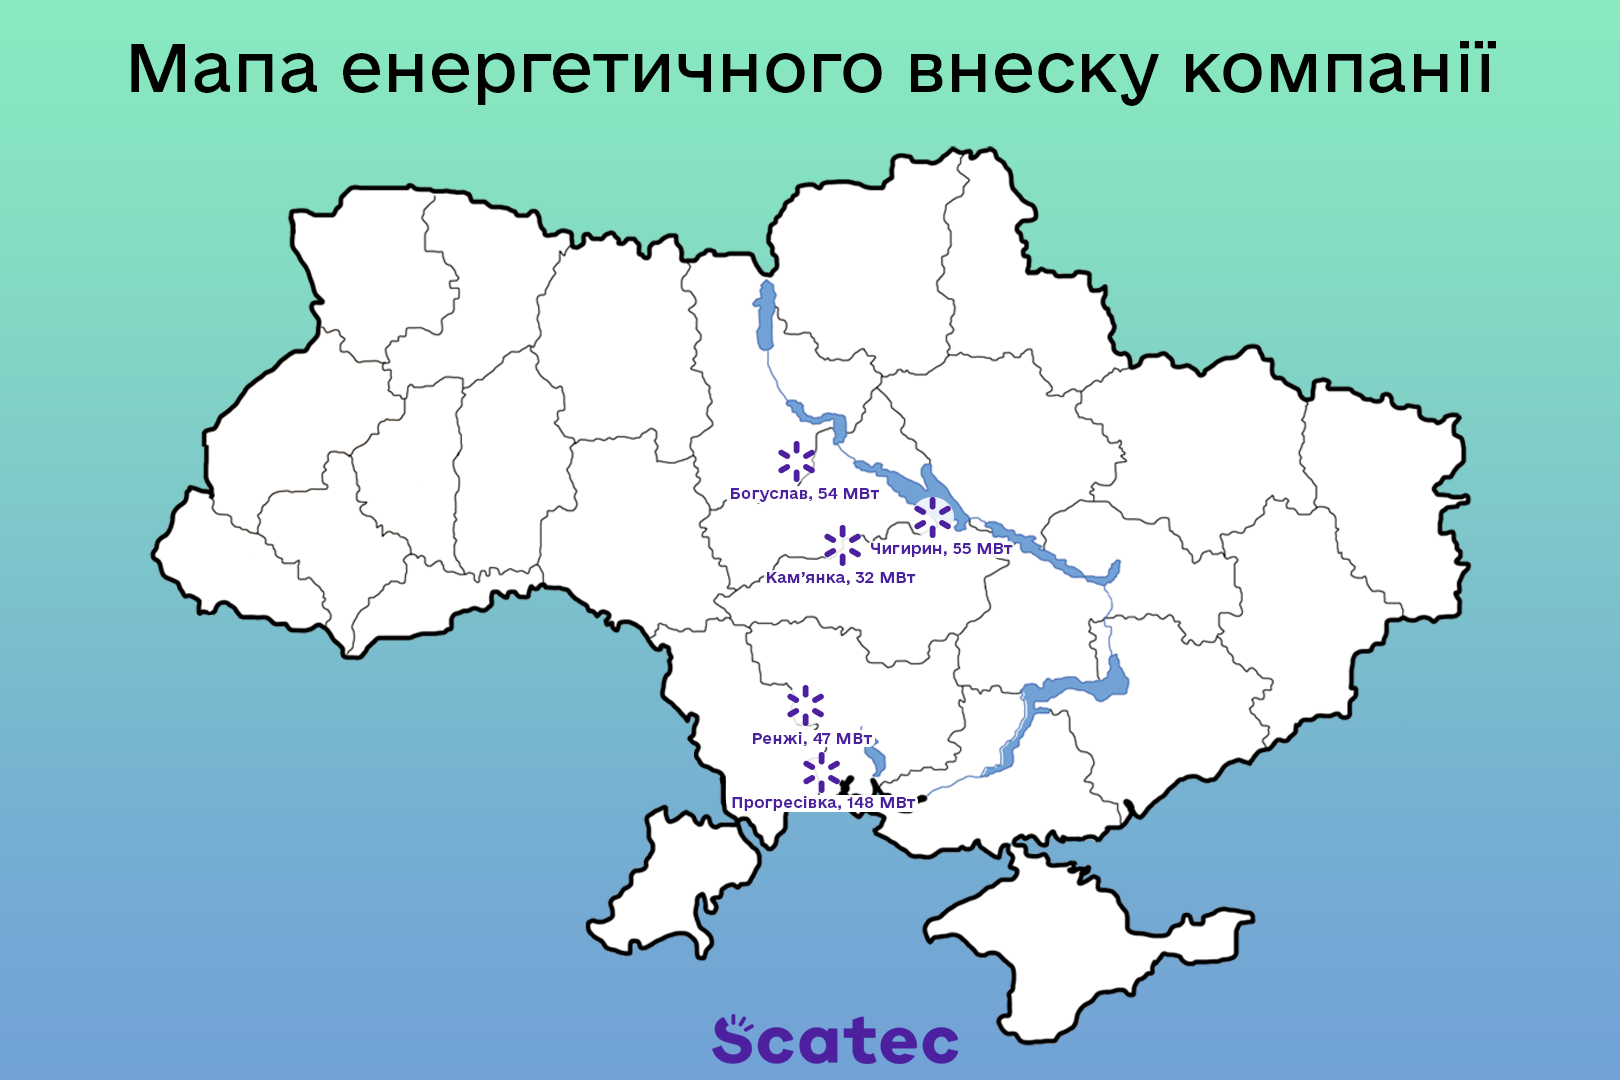 Мапа енергетичного внеску компанії
Богуслав, 54 МВт
Чигирин, 55 МВт
Кам’янка, 32 МВт
Ренжі, 47 МВт
Прогресівка, 148 МВт
Scatec